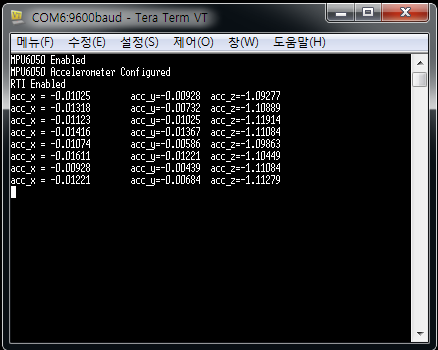 COM6:9600baud - Tera Term VT
메뉴(F) 수정(E) 설정(S) 제어(O) 창(W) 도움말(H)
MPU6050 Enabled
MPU6050 Accelerometer Configured
RTI Enabled
acc_x = -0.01025 acc_y=-0.00928 acc_z=-1.09277
acc_x = -0.01318 acc_y=-0.00732 acc_z=-1.10889
acc_x = -0.01123 acc_y=-0.01025 acc_z=-1.11914
acc_x = -0.01416 acc_y=-0.01367 acc_z=-1.11084
acc_x = -0.01074 acc_y=-0.00586 acc_z=-1.09863
acc_x = -0.01611 acc_y=-0.01221 acc_z=-1.10449
acc_x = -0.00928 acc_y=-0.00439 acc_z=-1.11084
acc_x = -0.01221 acc_y=-0.00684 acc_z=-1.11279